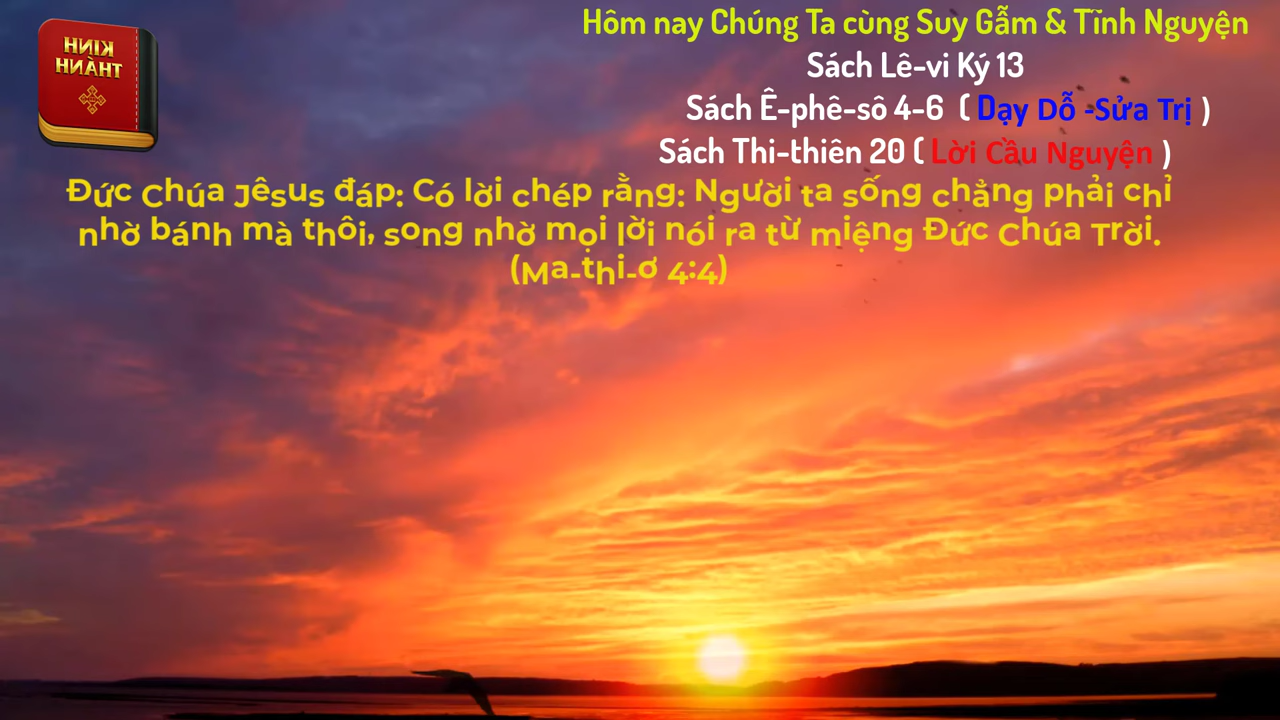 KINH
THÀNH
Hôm nay Chúng Ta cùng Suy Gẫm & Tĩnh Nguyện
Sách Lê-vi Ký 13
Sách Ê-phê-sô 4-6 ( Dạy Dỗ -Sửa Trị )
Sách Thi-thiên 20 ( Lời Cầu Nguyện )
Đức Chúa Jêsus đáp: Có lời chép rằng: Người ta sống chẳng phải chỉ
nhờ bánh mà thôi, song nhờ mọi lời nói ra từ miệng Đức Chúa Trời.
(Ma-thi-ơ 4:4)